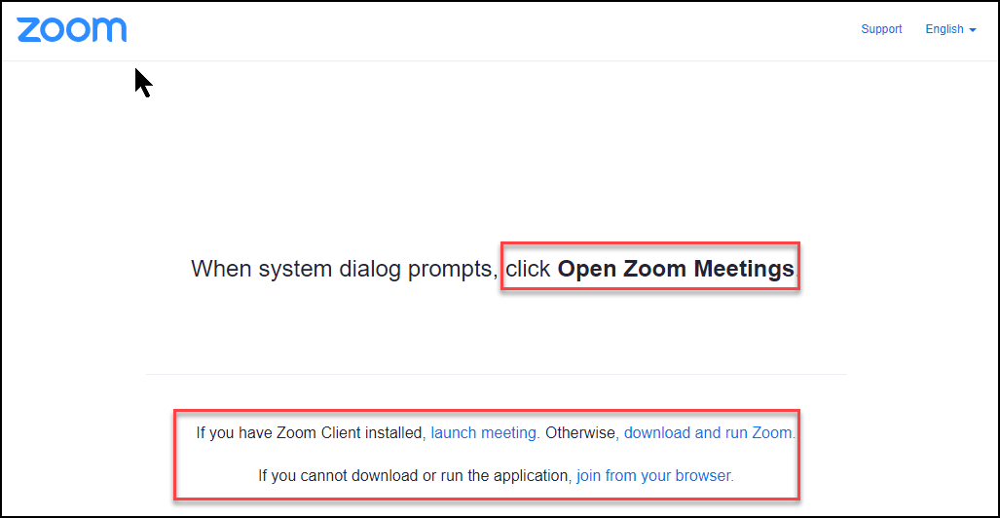 zoom
Support English
When system dialog prompts, click Open Zoom Meetings.
If you have Zoom Client installed, launch meeting. Otherwise, download and run Zoom.
If you cannot download or run the application, join from your browser.